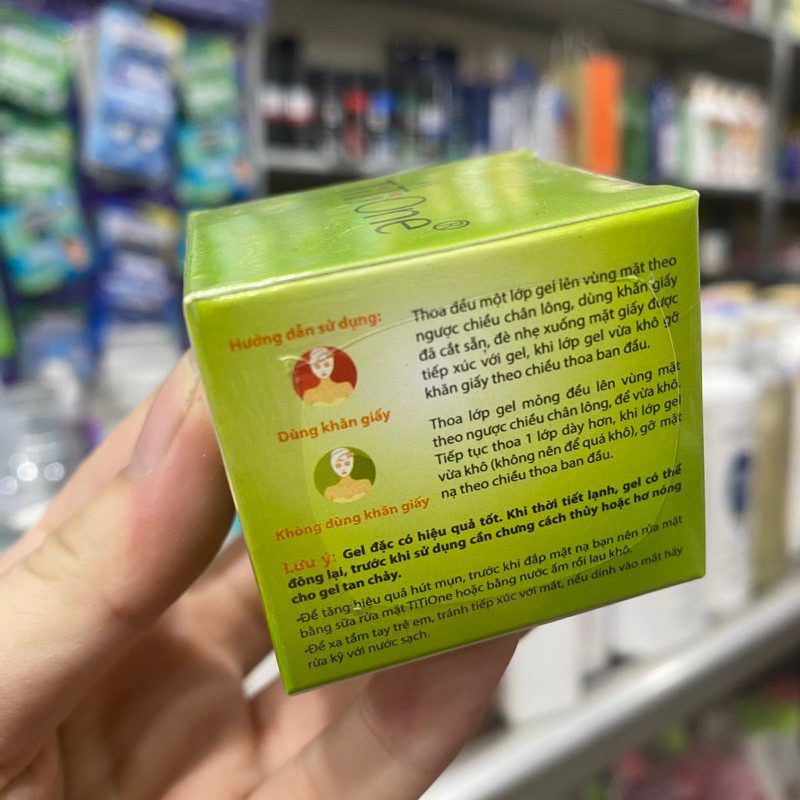 TiTiOne®
Hướng dẫn sử dụng:
Dùng khăn giấy
Thoa đều một lớp gel lên vùng mặt theo
ngược chiều chân lông, dùng khăn giấy
đã cắt sẵn, đè nhẹ xuống mặt giấy được
tiếp xúc với gel, khi lớp gel vừa khô gỡ
khăn giấy theo chiều thoa ban đầu.
Không dùng khăn giấy
Thoa lớp gel mỏng đều lên vùng mặt
theo ngược chiều chân lông, để vừa khô.
Tiếp tục thoa 1 lớp dày hơn, khi lớp gel
vừa khô (không nên để quá khô), gỡ mặt
nạ theo chiều thoa ban đầu.
Lưu ý: Gel đặc có hiệu quả tốt. Khi thời tiết lạnh, gel có thể
đông lại, trước khi sử dụng cần chưng cách thủy hoặc hơ nóng
cho gel tan chảy.
-Để tăng hiệu quả hút mụn, trước khi đắp mặt nạ bạn nên rửa mặt
bằng sữa rửa mặt TiTiOne hoặc bằng nước ấm rồi lau khô.
-Để xa tầm tay trẻ em, tránh tiếp xúc với mắt, nếu dính vào mắt hãy
rửa kỹ với nước sạch.